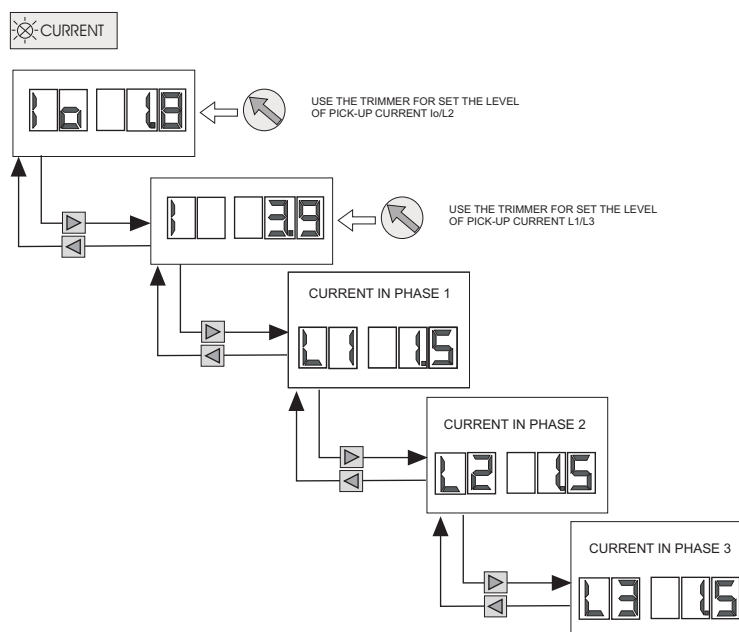 CURRENT
Io 1.8
USE THE TRIMMER FOR SET THE LEVEL
OF PICK-UP CURRENT Io/L2
I 3.9
USE THE TRIMMER FOR SET THE LEVEL
OF PICK-UP CURRENT L1/L3
CURRENT IN PHASE 1
L1 1.5
CURRENT IN PHASE 2
L2 1.5
CURRENT IN PHASE 3
L3 1.5